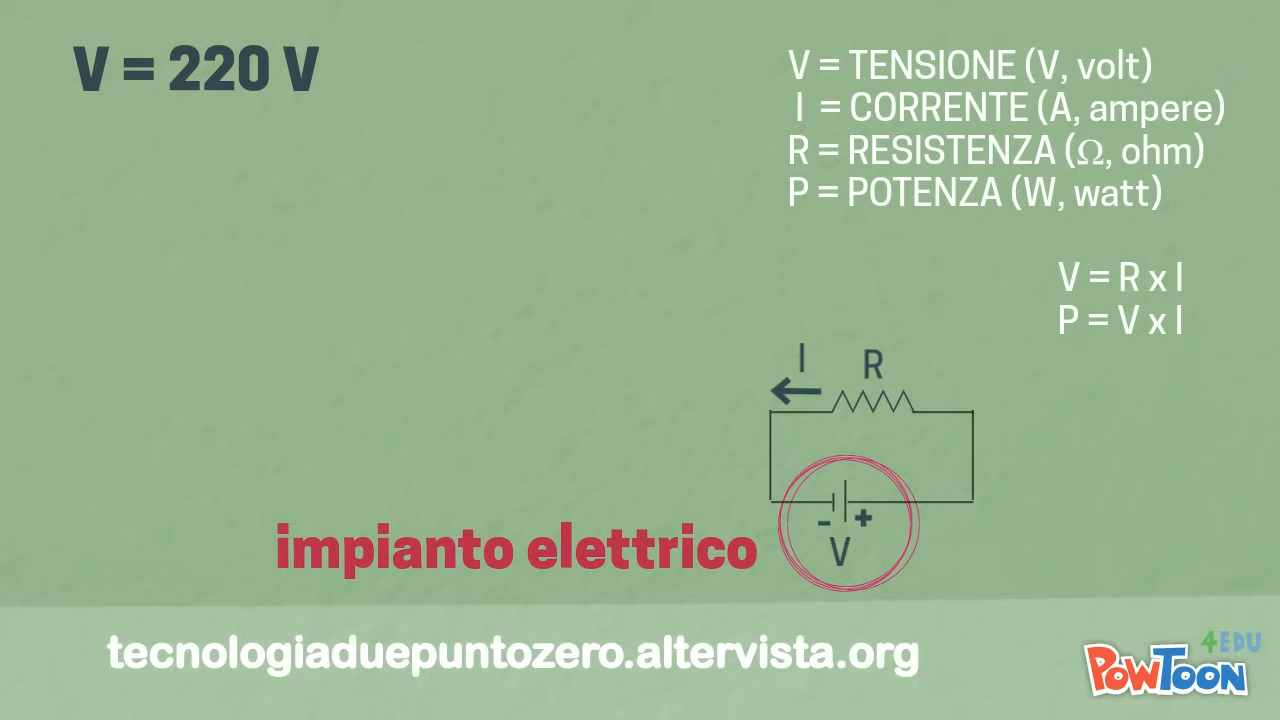 V = 220 V
V = TENSIONE (V, volt)
I = CORRENTE (A, ampere)
R = RESISTENZA (Ω, ohm)
P = POTENZA (W, watt)
V = R x I
P = V x I
I R
- +
V
impianto elettrico
tecnologiaduepuntozero.altervista.org
4EDU
POWTOON